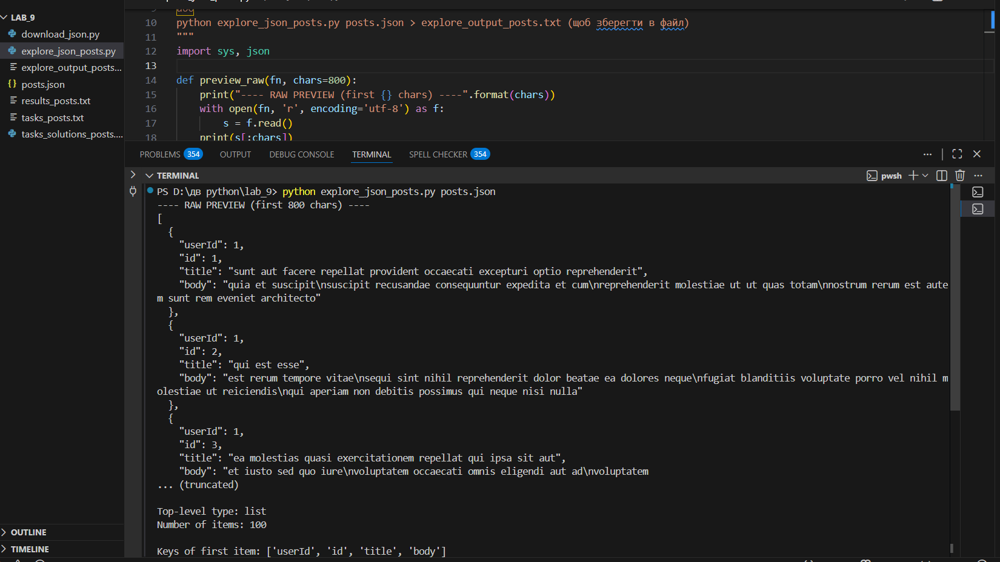 LAB_9
download_json.py
explore_json_posts.py
explore_output_posts...
posts.json
results_posts.txt
tasks_posts.txt
tasks_solutions_posts....
OUTLINE
TIMELINE
9 або
10 python explore_json_posts.py posts.json > explore_output_posts.txt (щоб зберегти в файл)
11 """
12 import sys, json
13
14 def preview_raw(fn, chars=800):
15 print("---- RAW PREVIEW (first {} chars) ----".format(chars))
16 with open(fn, 'r', encoding='utf-8') as f:
17 s = f.read()
18 print(s[:chars])
PROBLEMS 354 OUTPUT DEBUG CONSOLE TERMINAL SPELL CHECKER 354
TERMINAL pwsh
PS D:\дв python\lab_9> python explore_json_posts.py posts.json
---- RAW PREVIEW (first 800 chars) ----
[
{
"userId": 1,
"id": 1,
"title": "sunt aut facere repellat provident occaecati excepturi optio reprehenderit",
"body": "quia et suscipit\nsuscipit recusandae consequuntur expedita et cum\nreprehenderit molestiae ut ut quas totam\nnostrum rerum est aute
m sunt rem eveniet architecto"
},
{
"userId": 1,
"id": 2,
"title": "qui est esse",
"body": "est rerum tempore vitae\nsequi sint nihil reprehenderit dolor beatae ea dolores neque\nfugiat blanditiis voluptate porro vel nihil m
olestiae ut reiciendis\nqui aperiam non debitis possimus qui neque nisi nulla"
},
{
"userId": 1,
"id": 3,
"title": "ea molestias quasi exercitationem repellat qui ipsa sit aut",
"body": "et iusto sed quo iure\nvoluptatem occaecati omnis eligendi aut ad\nvoluptatem
... (truncated)
Top-level type: list
Number of items: 100
Keys of first item: ['userId', 'id', 'title', 'body']